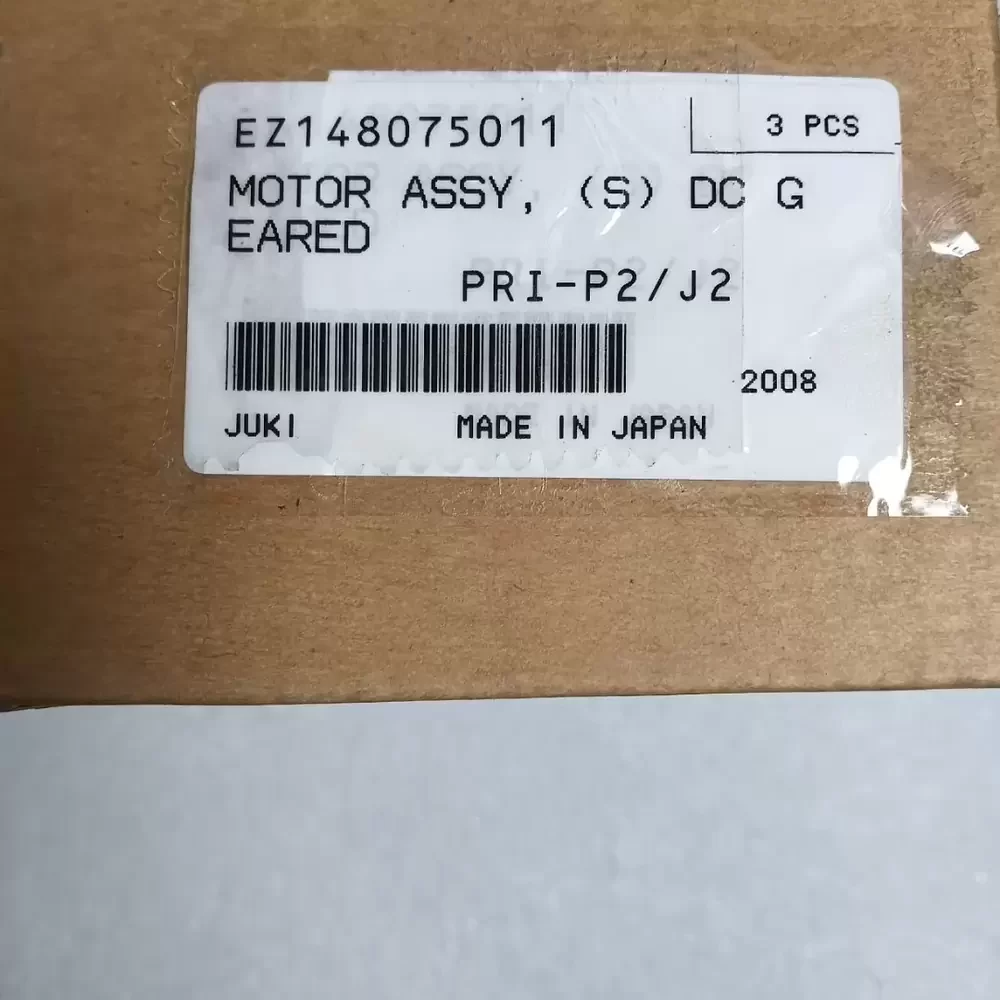 EZ148075011 3 PCS
MOTOR ASSY, (S) DC G
EARED
PRI-P2/J2
2008
JUKI MADE IN JAPAN